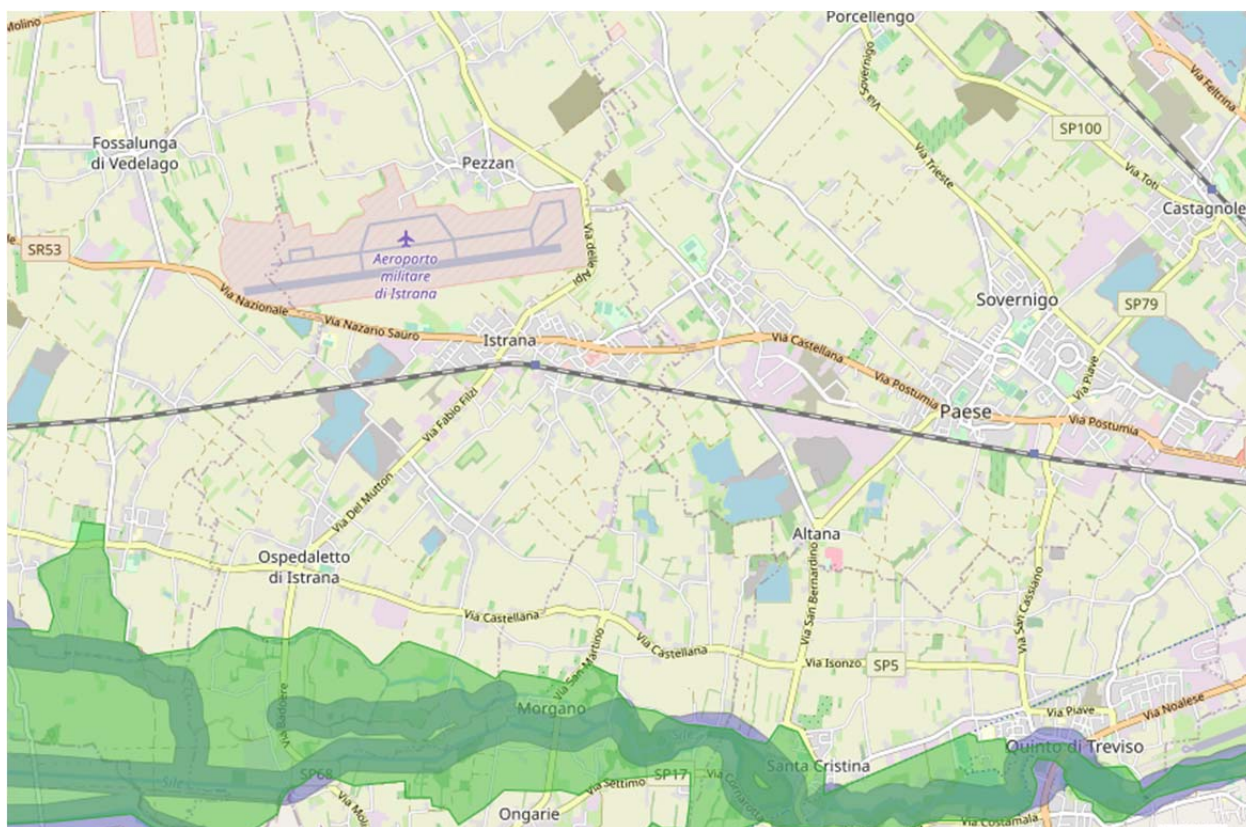 Molino
Porcellengo
Via Sovernigo
Via Feltrina
SP100
Fossalunga
di Vedelago
Pezzan
Via Trieste
Via Toti
Castagnole
SR53
Aeroporto
militare
di Istrana
Via delle Alpi
Via Nazionale
Via Nazario Sauro
Istrana
Sovernigo
SP79
Via Castellana
Via Postumia
Via Piave
Paese
Via Postumia
Via Fabio Filzi
Via Del Mutton
Altana
Ospedaletto
di Istrana
Via Castellana
Via San Martino
Via Castellana
Via San Bernardino
Via Isonzo
SP5
Via San Cassiano
Via Badoere
Morgano
Via Piave
Via Noalese
Sile
Sile
Quinto di Treviso
SP68
SP17
Santa Cristina
Via Settimo
Ongarie
Via Costamala